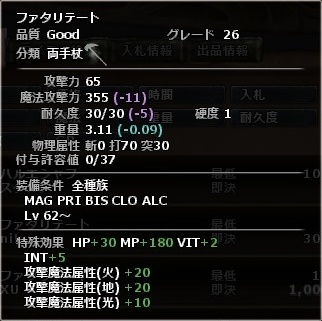 ファタリテート
品質 Good グレード 26
分類 両手杖 入札情報 出品情報
攻撃力 65
魔法攻撃力 355 (-11) 時間 入札
耐久度 30/30 (-5) 硬度 1
重量 3.11 (-0.09)
物理属性 斬0 打70 突30
付与許容値 0/37
装備条件 全種族
MAG PRI BIS CLO ALC
Lv 62～
特殊効果 HP+30 MP+180 VIT+2
INT+5
攻撃魔法属性(火) +20
攻撃魔法属性(地) +20
攻撃魔法属性(光) +10